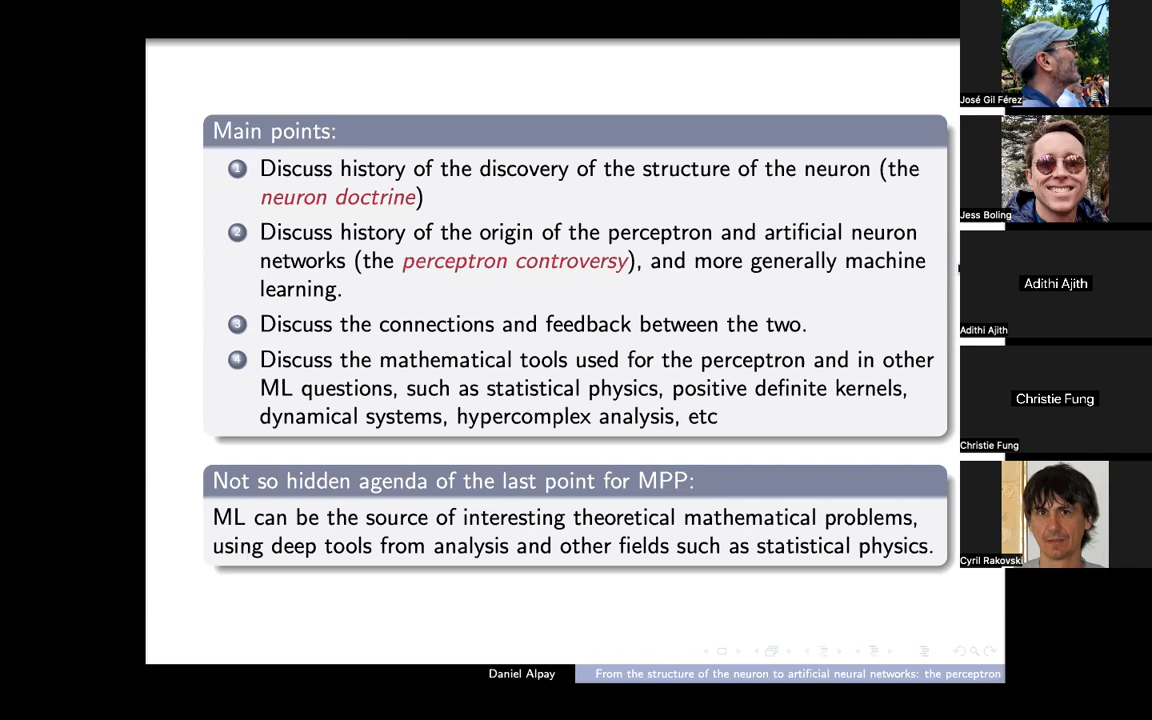 Main points:
1 Discuss history of the discovery of the structure of the neuron (the
neuron doctrine)
2 Discuss history of the origin of the perceptron and artificial neuron
networks (the perceptron controversy), and more generally machine
learning.
3 Discuss the connections and feedback between the two.
4 Discuss the mathematical tools used for the perceptron and in other
ML questions, such as statistical physics, positive definite kernels,
dynamical systems, hypercomplex analysis, etc
Not so hidden agenda of the last point for MPP:
ML can be the source of interesting theoretical mathematical problems,
using deep tools from analysis and other fields such as statistical physics.
Daniel Alpay
From the structure of the neuron to artificial neural networks: the perceptron
José Gil Férez
Jess Boling
Adithi Ajith
Adithi Ajith
Christie Fung
Christie Fung
Cyril Rakovski